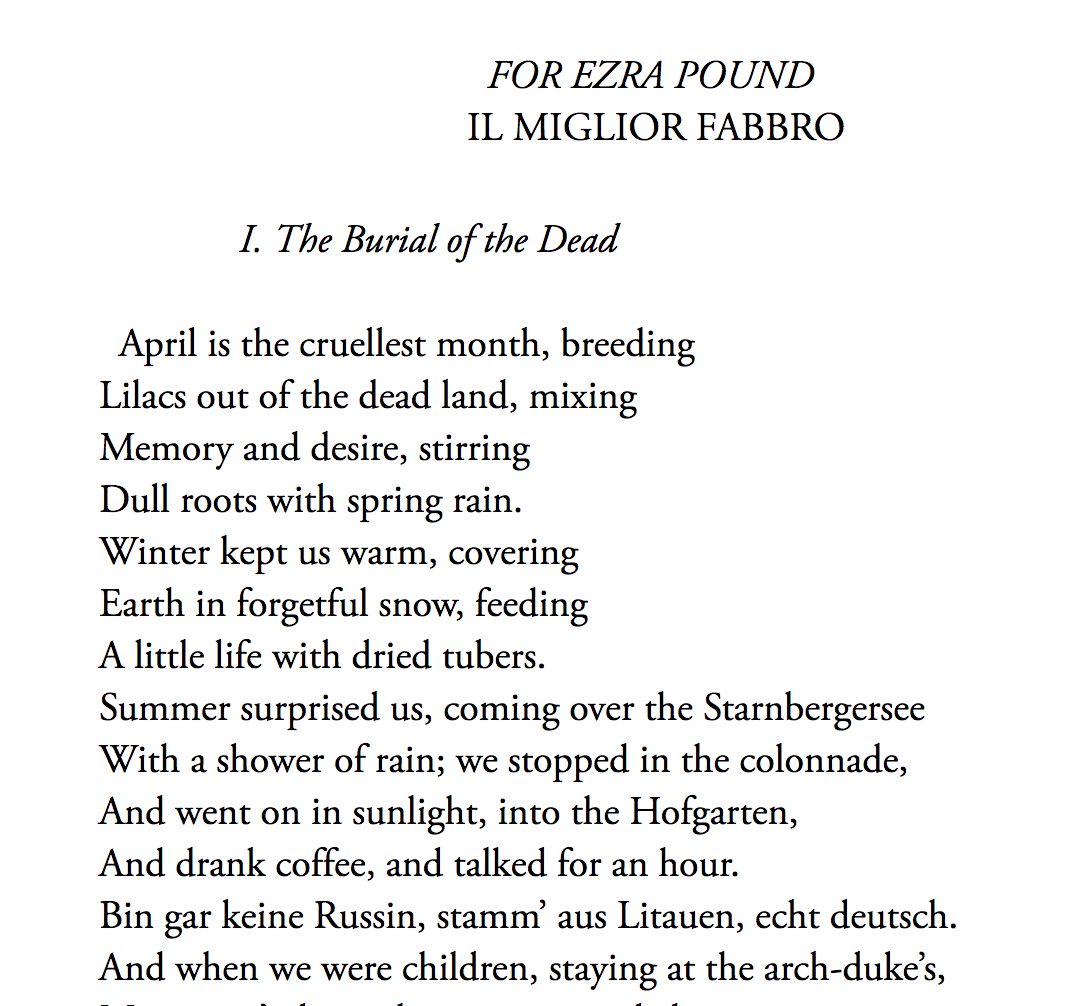 FOR EZRA POUND
IL MIGLIOR FABBRO
I. The Burial of the Dead
April is the cruellest month, breeding
Lilacs out of the dead land, mixing
Memory and desire, stirring
Dull roots with spring rain.
Winter kept us warm, covering
Earth in forgetful snow, feeding
A little life with dried tubers.
Summer surprised us, coming over the Starnbergersee
With a shower of rain; we stopped in the colonnade,
And went on in sunlight, into the Hofgarten,
And drank coffee, and talked for an hour.
Bin gar keine Russin, stamm’ aus Litauen, echt deutsch.
And when we were children, staying at the arch-duke’s,